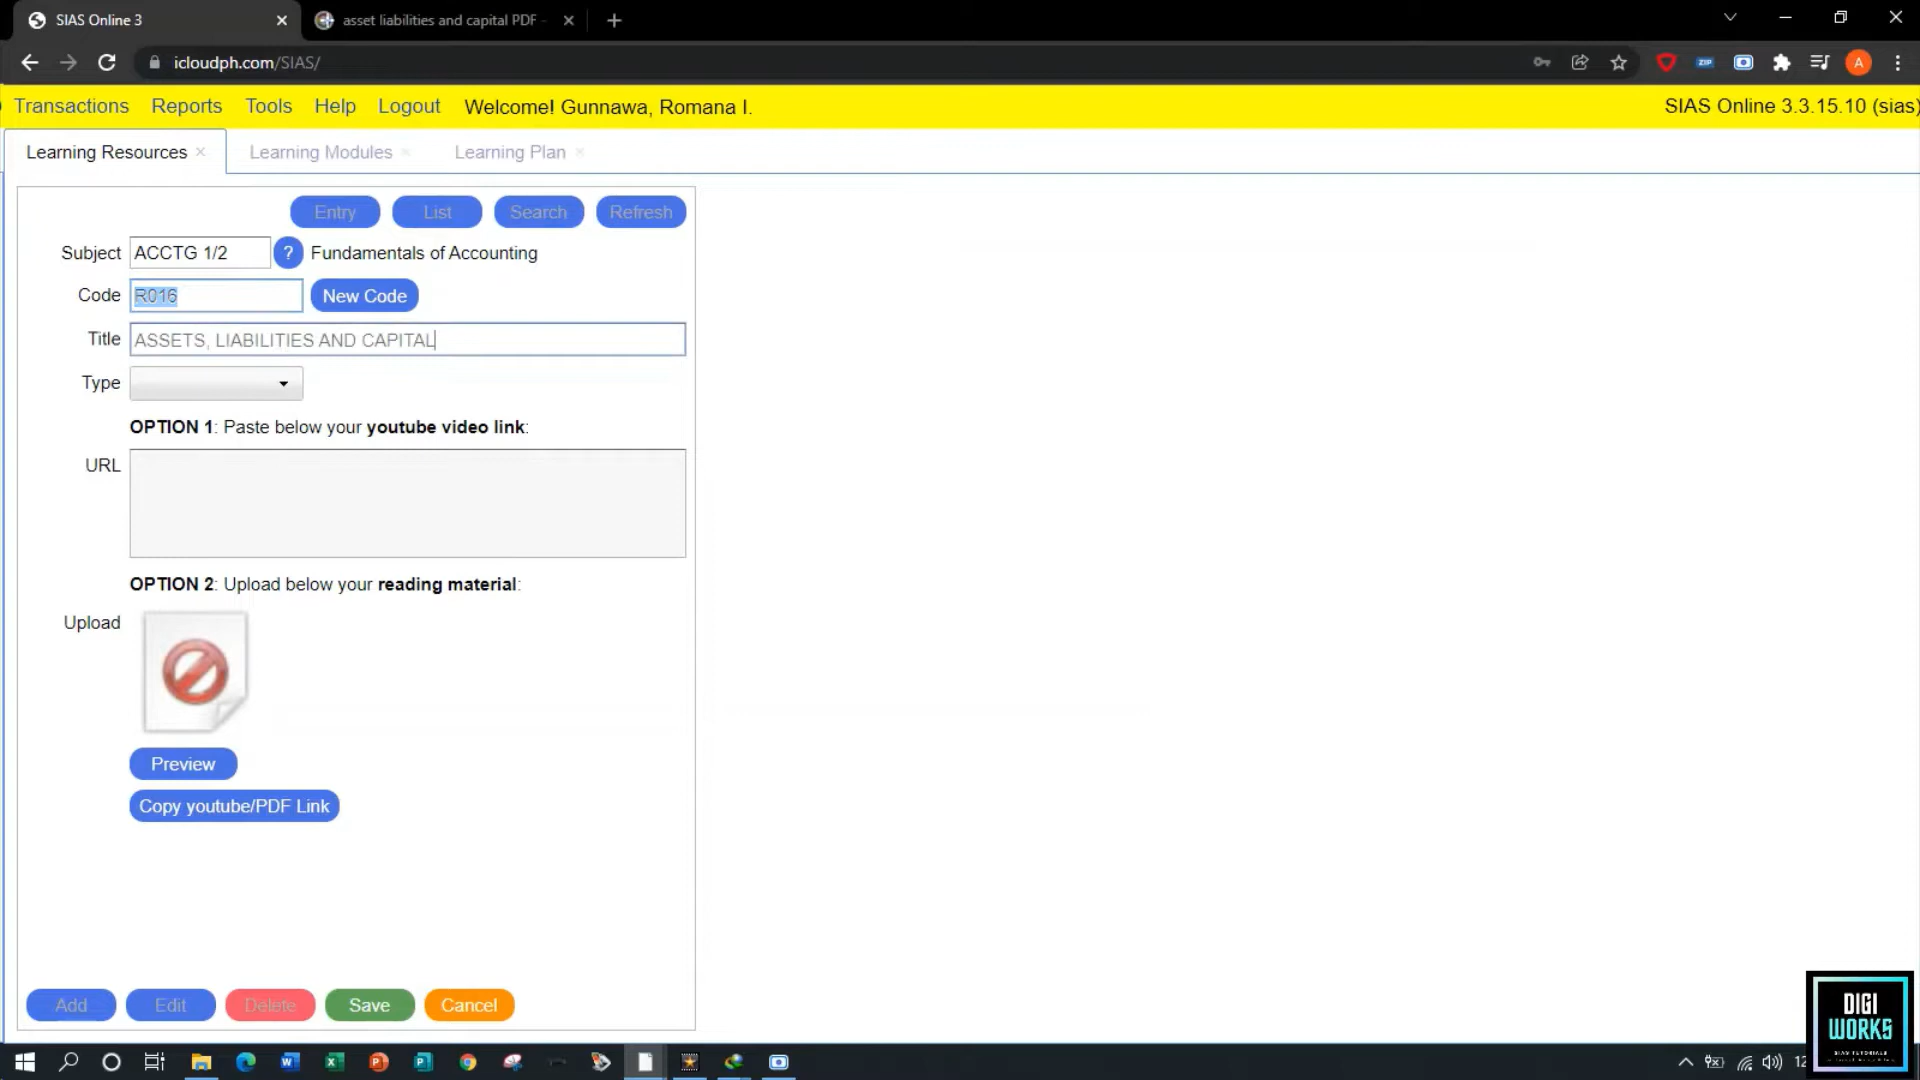 SIAS Online 3
asset liabilities and capital PDF -
icloudph.com/SIAS/
ZIP
A
Transactions Reports Tools Help Logout Welcome! Gunnawa, Romana I. SIAS Online 3.3.15.10 (sias)
Learning Resources Learning Modules Learning Plan
Entry List Search Refresh
Subject ACCTG 1/2 ? Fundamentals of Accounting
Code R016 New Code
Title ASSETS, LIABILITIES AND CAPITAL
Type
OPTION 1: Paste below your youtube video link:
URL
OPTION 2: Upload below your reading material:
Upload
Preview
Copy youtube/PDF Link
Add Edit Delete Save Cancel
DIGI
WORKS
SIAS TUTORIALS
12